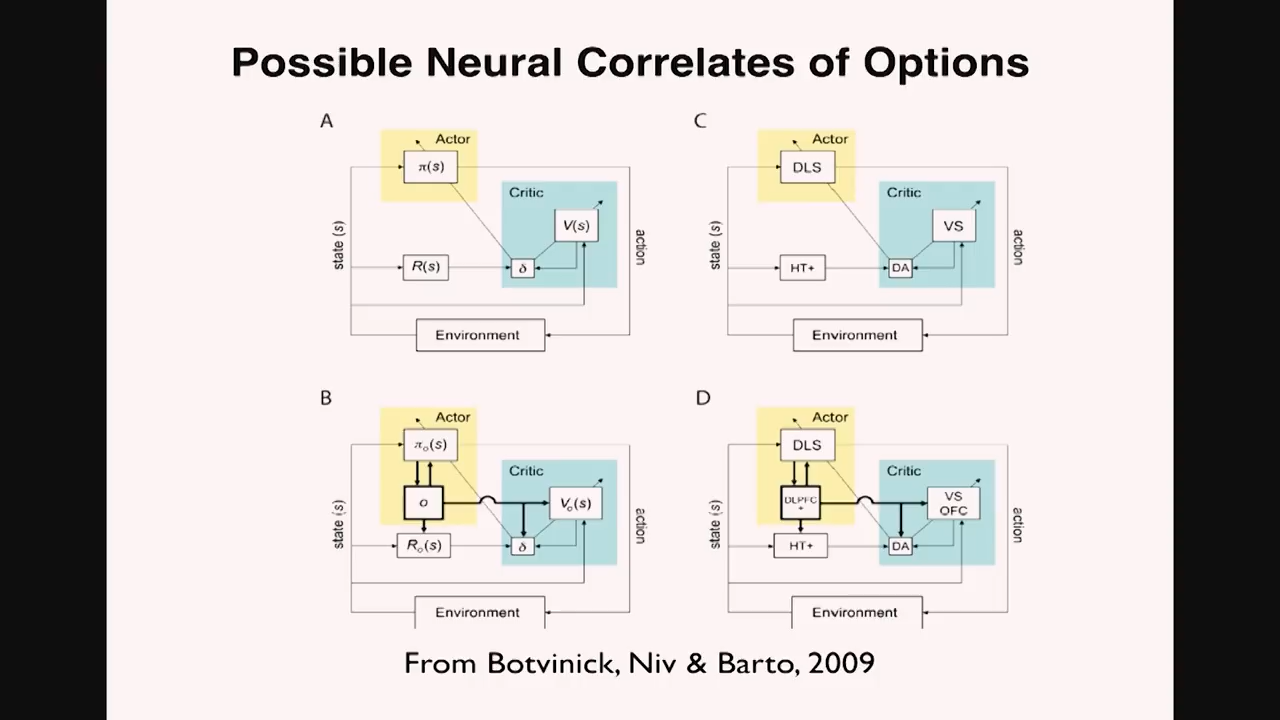 Possible Neural Correlates of Options
A
Actor
π(s)
Critic
V(s)
state (s)
R(s)
δ
action
Environment
C
Actor
DLS
Critic
VS
state (s)
HT+
DA
action
Environment
B
Actor
πo(s)
Critic
o
Vo(s)
state (s)
Ro(s)
δ
action
Environment
D
Actor
DLS
Critic
DLPFC
+
VS
OFC
state (s)
HT+
DA
action
Environment
From Botvinick, Niv & Barto, 2009